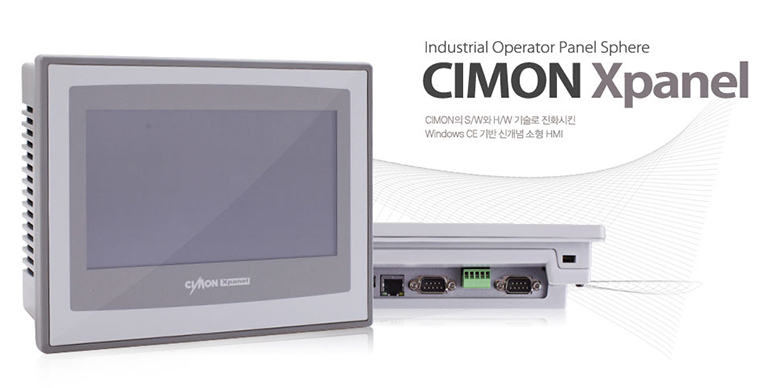 Industrial Operator Panel Sphere
CIMON Xpanel
CIMON의 S/W와 H/W 기술로 진화시킨
Windows CE 기반 신개념 소형 HMI
CIMON Xpanel